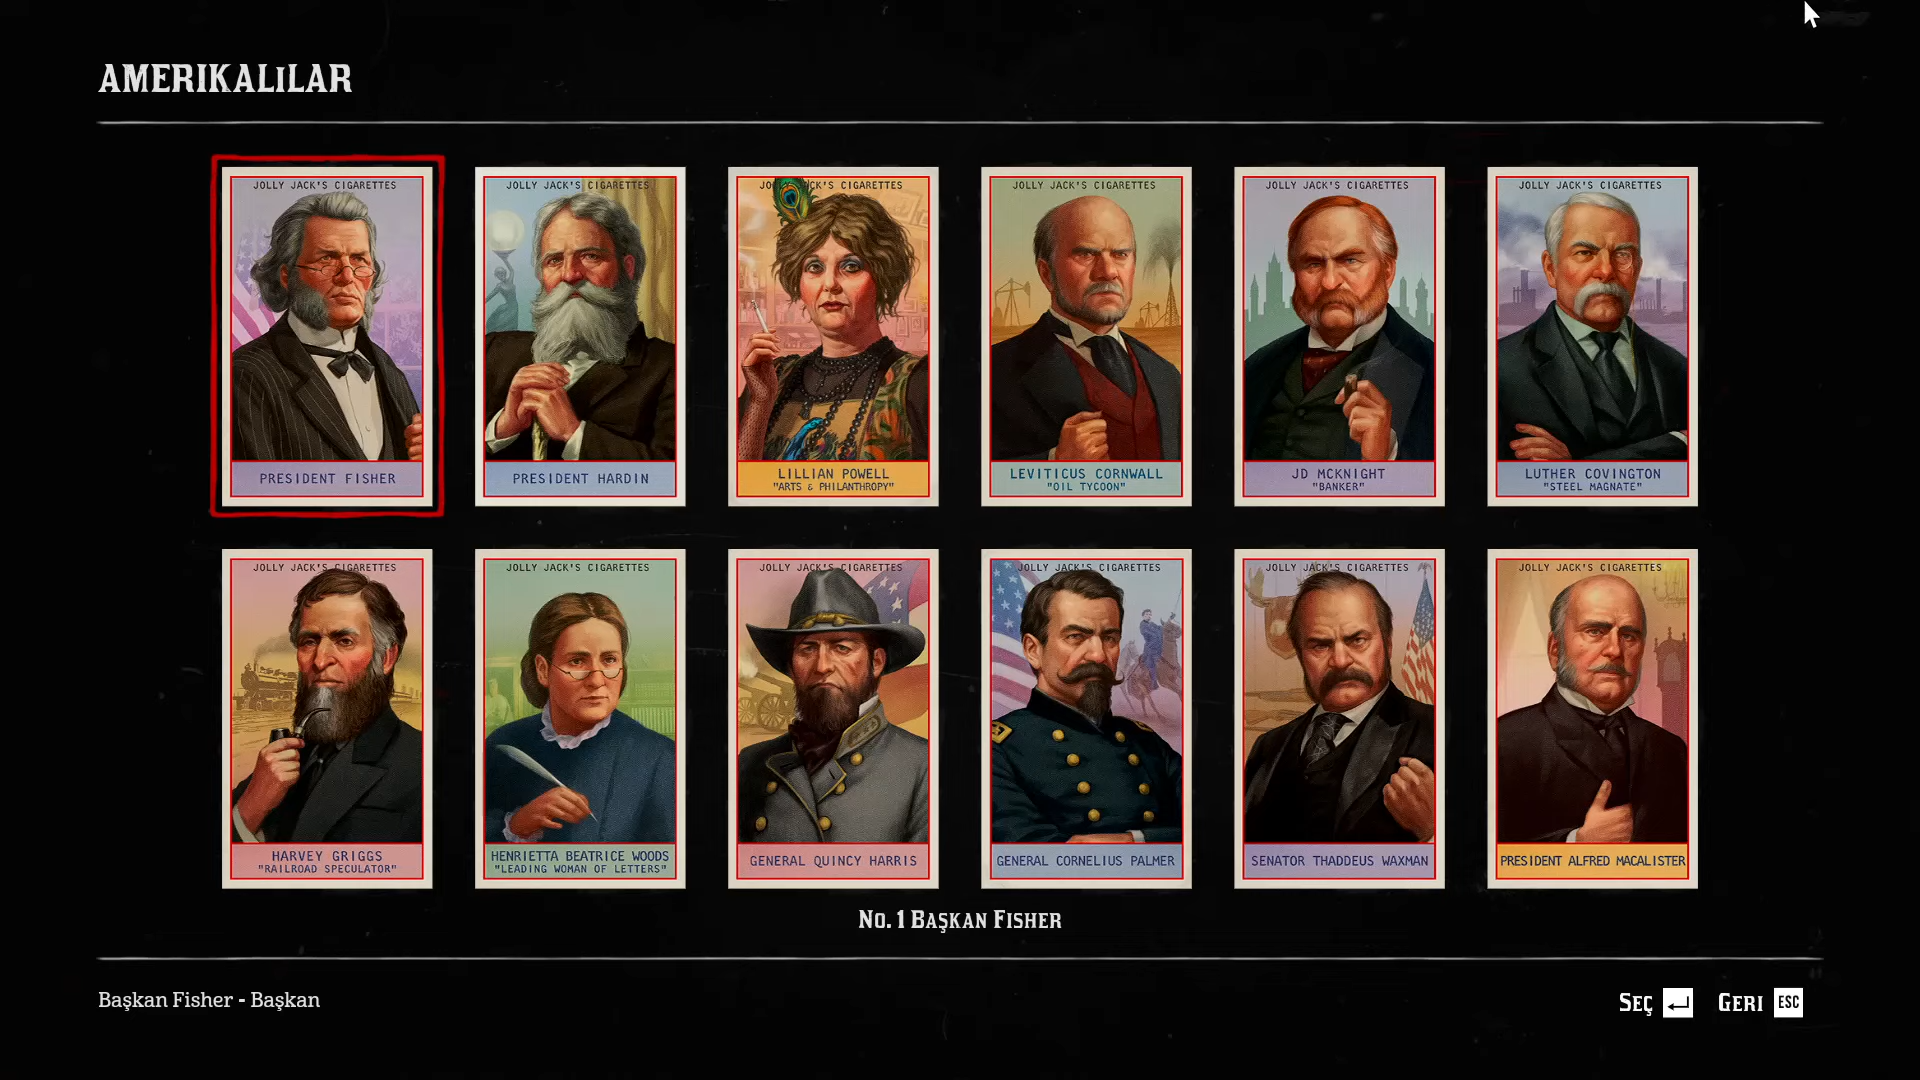 AMERIKALILAR
JOLLY JACK'S CIGARETTES
PRESIDENT FISHER
JOLLY JACK'S CIGARETTES
PRESIDENT HARDIN
JOLLY JACK'S CIGARETTES
LILLIAN POWELL
"ARTS & PHILANTHROPY"
JOLLY JACK'S CIGARETTES
LEVITICUS CORNWALL
"OIL TYCOON"
JOLLY JACK'S CIGARETTES
JD MCKNIGHT
"BANKER"
JOLLY JACK'S CIGARETTES
LUTHER COVINGTON
"STEEL MAGNATE"
JOLLY JACK'S CIGARETTES
HARVEY GRIGGS
"RAILROAD SPECULATOR"
JOLLY JACK'S CIGARETTES
HENRIETTA BEATRICE WOODS
"LEADING WOMAN OF LETTERS"
JOLLY JACK'S CIGARETTES
GENERAL QUINCY HARRIS
JOLLY JACK'S CIGARETTES
GENERAL CORNELIUS PALMER
JOLLY JACK'S CIGARETTES
SENATOR THADDEUS WAXMAN
JOLLY JACK'S CIGARETTES
PRESIDENT ALFRED MACALISTER
No. 1 Başkan Fisher
Başkan Fisher - Başkan
Seç
Geri ESC